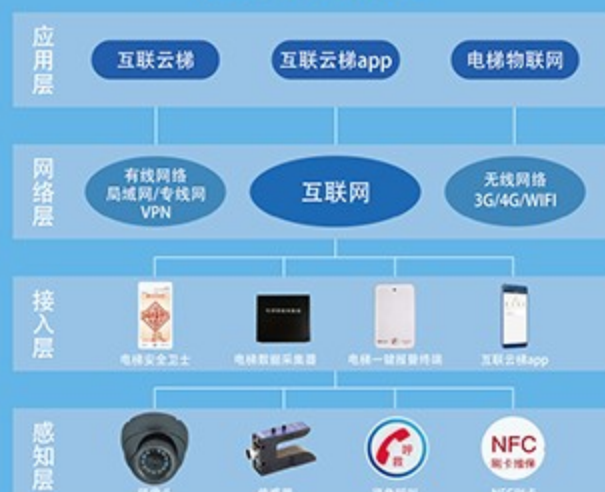 应用层
互联云梯
互联云梯app
电梯物联网
网络层
有线网络
局域网/专线网
VPN
互联网
无线网络
3G/4G/WIFI
接入层
电梯安全卫士
电梯数据采集器
电梯一键报警终端
互联云梯app
感知层
呼
救
NFC
刷卡维保